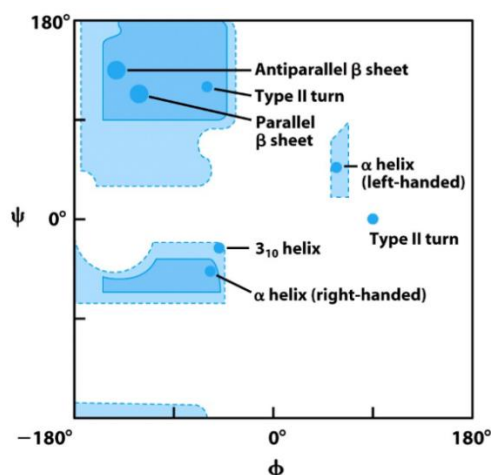 180°
Antiparallel β sheet
Type II turn
Parallel
β sheet
α helix
(left-handed)
ψ
0°
Type II turn
3₁₀ helix
α helix (right-handed)
−180°
0°
180°
ϕ